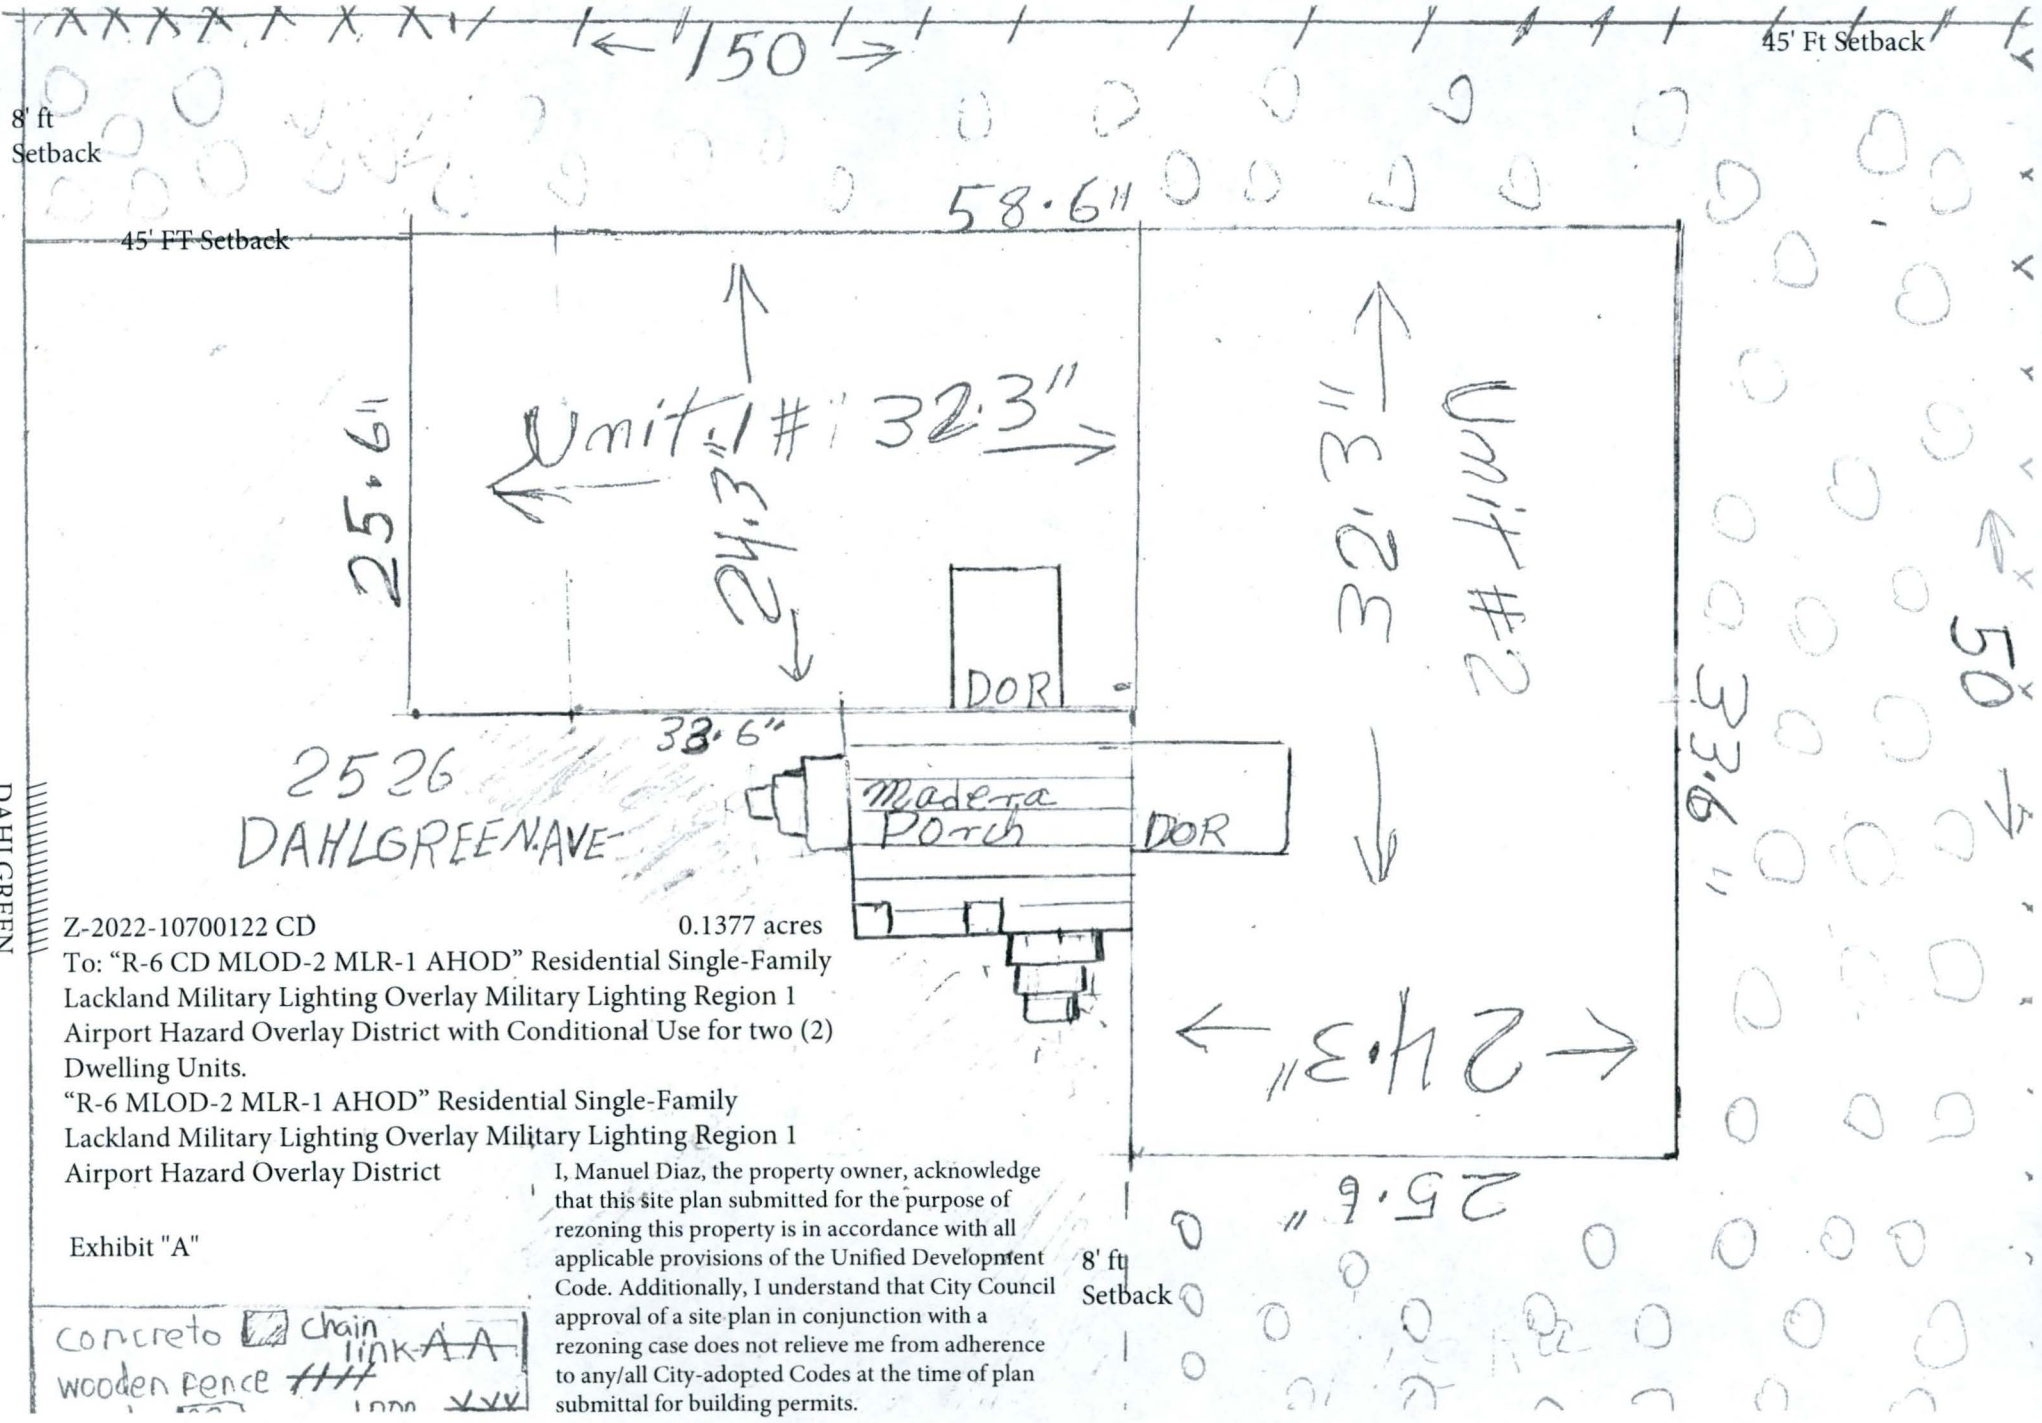 150
45' Ft Setback
8' ft
Setback
58.6"
45' FT Setback
Unit 1 # 32.3"
25.6"
24.3"
32.3"
Unit #2
50
DOR
33.6"
33.6"
2526
DAHLGREEN.AVE
madera
Porch
DOR
DAHLGREEN
Z-2022-10700122 CD 0.1377 acres
To: “R-6 CD MLOD-2 MLR-1 AHOD” Residential Single-Family
Lackland Military Lighting Overlay Military Lighting Region 1
Airport Hazard Overlay District with Conditional Use for two (2)
Dwelling Units.
“R-6 MLOD-2 MLR-1 AHOD” Residential Single-Family
Lackland Military Lighting Overlay Military Lighting Region 1
Airport Hazard Overlay District
24.3"
25.6"
Exhibit "A"
I, Manuel Diaz, the property owner, acknowledge
that this site plan submitted for the purpose of
rezoning this property is in accordance with all
applicable provisions of the Unified Development
Code. Additionally, I understand that City Council
approval of a site plan in conjunction with a
rezoning case does not relieve me from adherence
to any/all City-adopted Codes at the time of plan
submittal for building permits.
8' ft
Setback
concreto chain
link
wooden fence